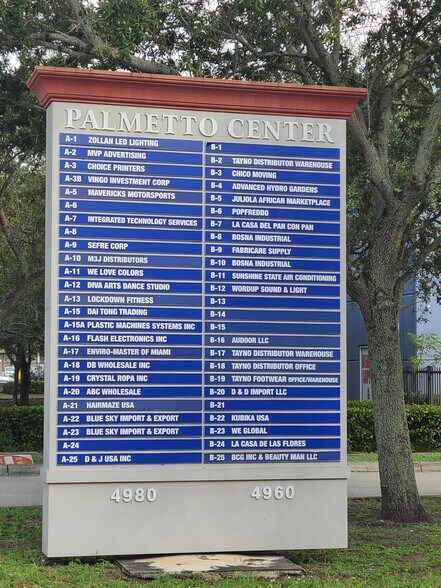 PALMETTO CENTER
A-1 ZOLLAN LED LIGHTING
A-2 MVP ADVERTISING
A-3 CHOICE PRINTERS
A-3B VINGO INVESTMENT CORP
A-5 MAVERICKS MOTORSPORTS
A-6
A-7 INTEGRATED TECHNOLOGY SERVICES
A-8
A-9 SEFRE CORP
A-10 M3J DISTRIBUTORS
A-11 WE LOVE COLORS
A-12 DIVA ARTS DANCE STUDIO
A-13 LOCKDOWN FITNESS
A-15 DAI TONG TRADING
A-15A PLASTIC MACHINES SYSTEMS INC
A-16 FLASH ELECTRONICS INC
A-17 ENVIRO-MASTER OF MIAMI
A-18 DB WHOLESALE INC
A-19 CRYSTAL ROPA INC
A-20 ABC WHOLESALE
A-21 HAIRMAZE USA
A-22 BLUE SKY IMPORT & EXPORT
A-23 BLUE SKY IMPORT & EXPORT
A-24
A-25 D & J USA INC
B-1
B-2 TAYNO DISTRIBUTOR WAREHOUSE
B-3 CHICO MOVING
B-4 ADVANCED HYDRO GARDENS
B-5 JULIOLA AFRICAN MARKETPLACE
B-6 POPFREDDO
B-7 LA CASA DEL PAN CON PAN
B-8 BOSNA INDUSTRIAL
B-9 FABRICARE SUPPLY
B-10 BOSNA INDUSTRIAL
B-11 SUNSHINE STATE AIR CONDITIONING
B-12 WORDUP SOUND & LIGHT
B-13
B-14
B-15
B-16 AUDOOR LLC
B-17 TAYNO DISTRIBUTOR WAREHOUSE
B-18 TAYNO DISTRIBUTOR OFFICE
B-19 TAYNO FOOTWEAR OFFICE/WAREHOUSE
B-20 D & D IMPORT LLC
B-21
B-22 KUBIKA USA
B-23 WE GLOBAL
B-24 LA CASA DE LAS FLORES
B-25 BCG INC & BEAUTY MAN LLC
4980
4960